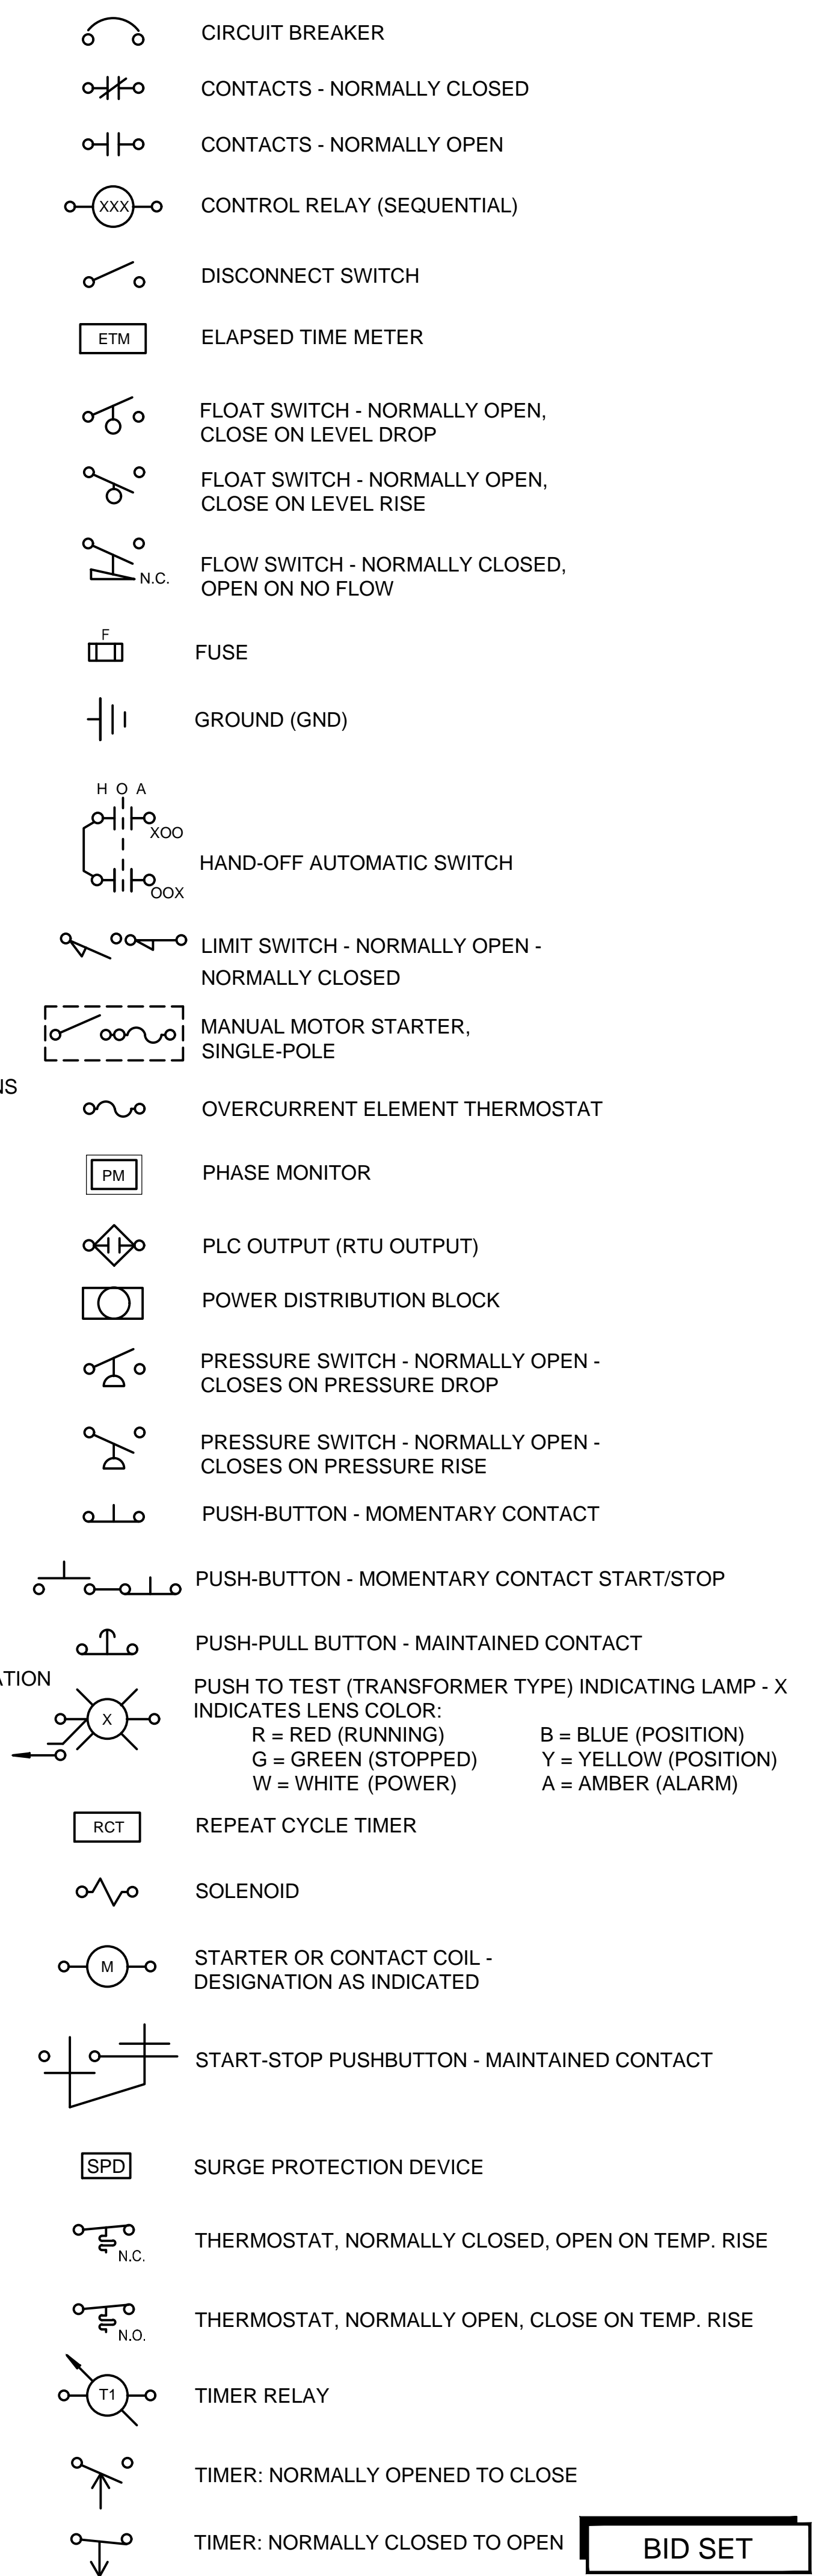 CIRCUIT BREAKER
CONTACTS - NORMALLY CLOSED
CONTACTS - NORMALLY OPEN
XXX CONTROL RELAY (SEQUENTIAL)
DISCONNECT SWITCH
ETM ELAPSED TIME METER
FLOAT SWITCH - NORMALLY OPEN,
CLOSE ON LEVEL DROP
FLOAT SWITCH - NORMALLY OPEN,
CLOSE ON LEVEL RISE
FLOW SWITCH - NORMALLY CLOSED,
N.C.
OPEN ON NO FLOW
F
FUSE
GROUND (GND)
H O A
XOO
HAND-OFF AUTOMATIC SWITCH
OOX
LIMIT SWITCH - NORMALLY OPEN -
NORMALLY CLOSED
MANUAL MOTOR STARTER,
SINGLE-POLE
NS
OVERCURRENT ELEMENT THERMOSTAT
PM PHASE MONITOR
PLC OUTPUT (RTU OUTPUT)
POWER DISTRIBUTION BLOCK
PRESSURE SWITCH - NORMALLY OPEN -
CLOSES ON PRESSURE DROP
PRESSURE SWITCH - NORMALLY OPEN -
CLOSES ON PRESSURE RISE
PUSH-BUTTON - MOMENTARY CONTACT
PUSH-BUTTON - MOMENTARY CONTACT START/STOP
PUSH-PULL BUTTON - MAINTAINED CONTACT
ATION
PUSH TO TEST (TRANSFORMER TYPE) INDICATING LAMP - X
INDICATES LENS COLOR:
X
R = RED (RUNNING) B = BLUE (POSITION)
G = GREEN (STOPPED) Y = YELLOW (POSITION)
W = WHITE (POWER) A = AMBER (ALARM)
RCT REPEAT CYCLE TIMER
SOLENOID
STARTER OR CONTACT COIL -
M
DESIGNATION AS INDICATED
START-STOP PUSHBUTTON - MAINTAINED CONTACT
SPD SURGE PROTECTION DEVICE
THERMOSTAT, NORMALLY CLOSED, OPEN ON TEMP. RISE
N.C.
THERMOSTAT, NORMALLY OPEN, CLOSE ON TEMP. RISE
N.O.
T1 TIMER RELAY
TIMER: NORMALLY OPENED TO CLOSE
TIMER: NORMALLY CLOSED TO OPEN
BID SET